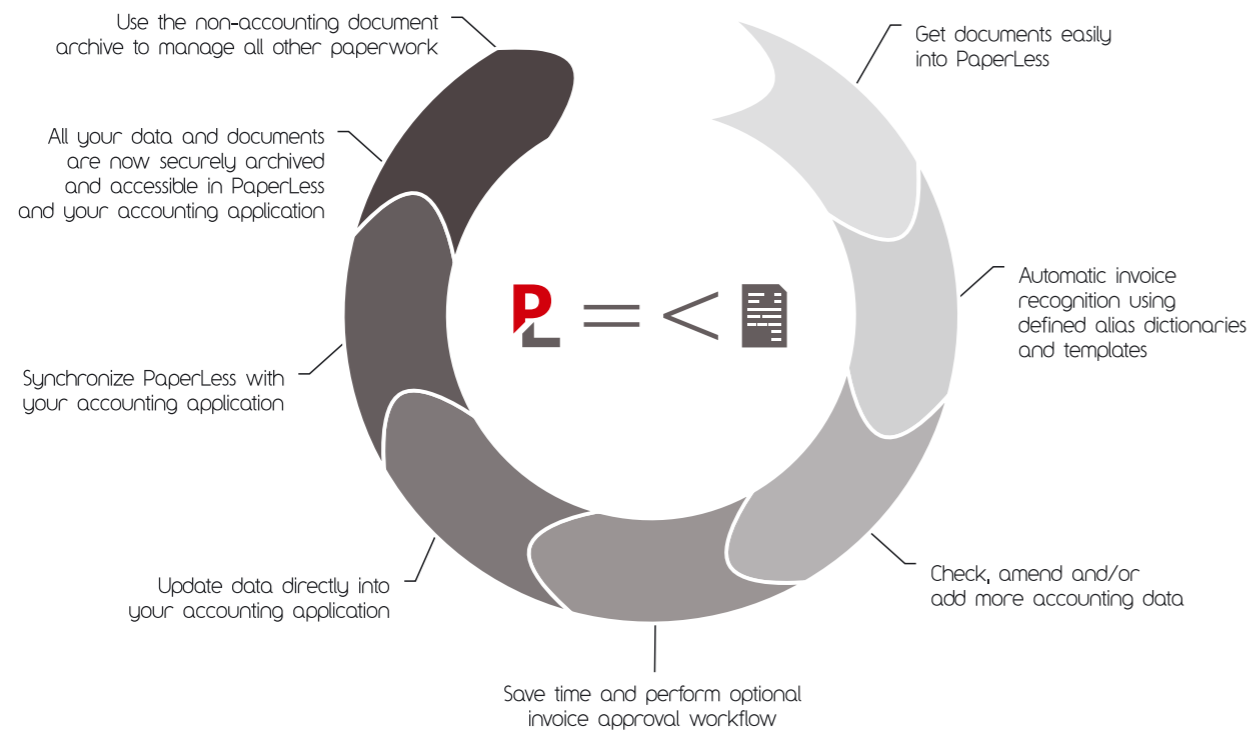 Use the non-accounting document
archive to manage all other paperwork
Get documents easily
into PaperLess
All your data and documents
are now securely archived
and accessible in PaperLess
and your accounting application
Automatic invoice
recognition using
defined alias dictionaries
and templates
PL = <
Synchronize PaperLess with
your accounting application
Check, amend and/or
add more accounting data
Update data directly into
your accounting application
Save time and perform optional
invoice approval workflow